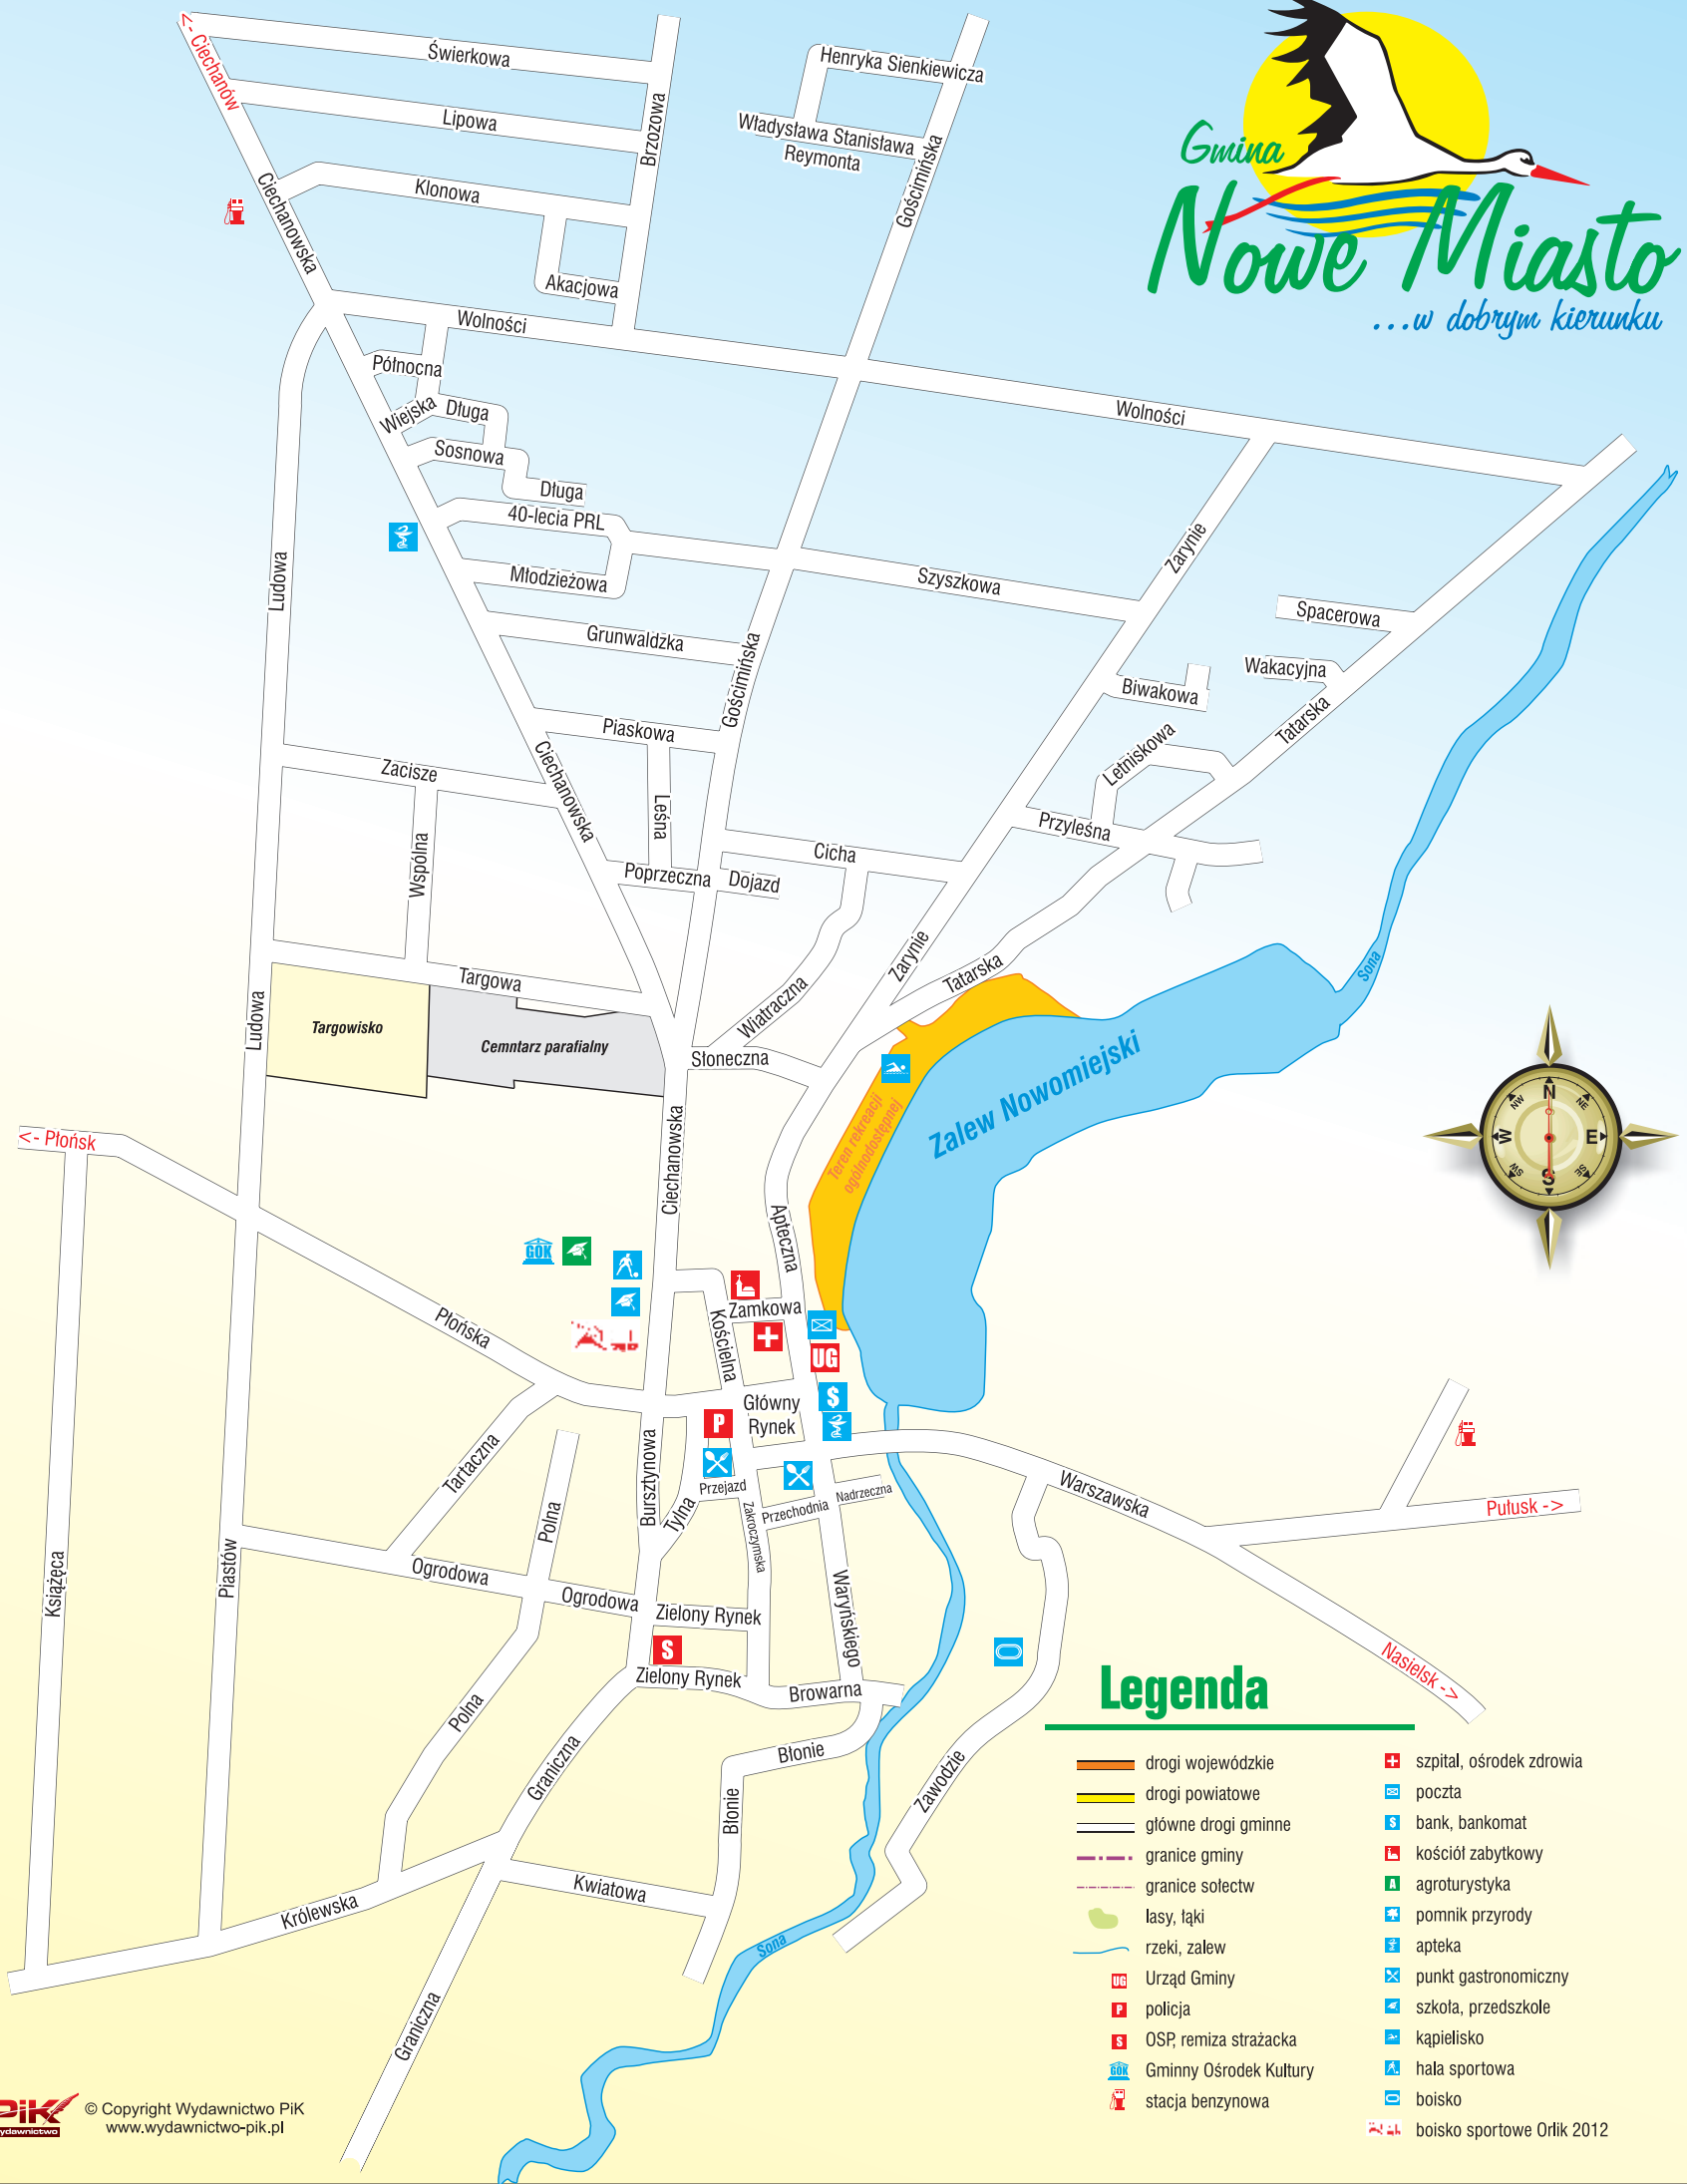 <- Ciechanów
Świerkowa
Lipowa
Brzozowa
Klonowa
Akacjowa
Ciechanowska
Henryka Sienkiewicza
Władysława Stanisława
Reymonta
Gościmińska
Gmina
Nowe Miasto
...w dobrym kierunku
Wolności
Wolności
Północna
Wiejska
Długa
Sosnowa
Długa
40-lecia PRL
Młodzieżowa
Grunwaldzka
Szyszkowa
Zarynie
Spacerowa
Wakacyjna
Biwakowa
Tatarska
Letniskowa
Przyleśna
Ludowa
Gościmińska
Piaskowa
Zacisze
Ciechanowska
Leśna
Wspólna
Cicha
Poprzeczna
Dojazd
Zarynie
Tatarska
Targowa
Wiatraczna
Sona
Ludowa
Targowisko
Cemntarz parafialny
Słoneczna
Zalew Nowomiejski
Teren rekreacji
ogólnodostępnej
N
NE
E
SE
S
SW
W
NW
<- Płońsk
Ciechanowska
Apteczna
GOK
Zamkowa
Kościelna
UG
Płońska
Główny
Rynek
$
P
Bursztynowa
Tartaczna
Polna
Tylna
Przejazd
Zakroczymska
Przechodnia
Nadrzeczna
Warszawska
Pułusk ->
Książęca
Piastów
Ogrodowa
Ogrodowa
Zielony Rynek
Waryńskiego
S
Zielony Rynek
Browarna
Nasielsk ->
Polna
Graniczna
Błonie
Błonie
Zawodzie
Królewska
Kwiatowa
Sona
Graniczna
Legenda
drogi wojewódzkie
drogi powiatowe
główne drogi gminne
granice gminy
granice sołectw
lasy, łąki
rzeki, zalew
UG Urząd Gminy
P policja
S OSP, remiza strażacka
GOK Gminny Ośrodek Kultury
stacja benzynowa
szpital, ośrodek zdrowia
poczta
$ bank, bankomat
kościół zabytkowy
A agroturystyka
pomnik przyrody
apteka
punkt gastronomiczny
szkoła, przedszkole
kąpielisko
hala sportowa
boisko
boisko sportowe Orlik 2012
PiK
wydawnictwo
© Copyright Wydawnictwo PiK
www.wydawnictwo-pik.pl